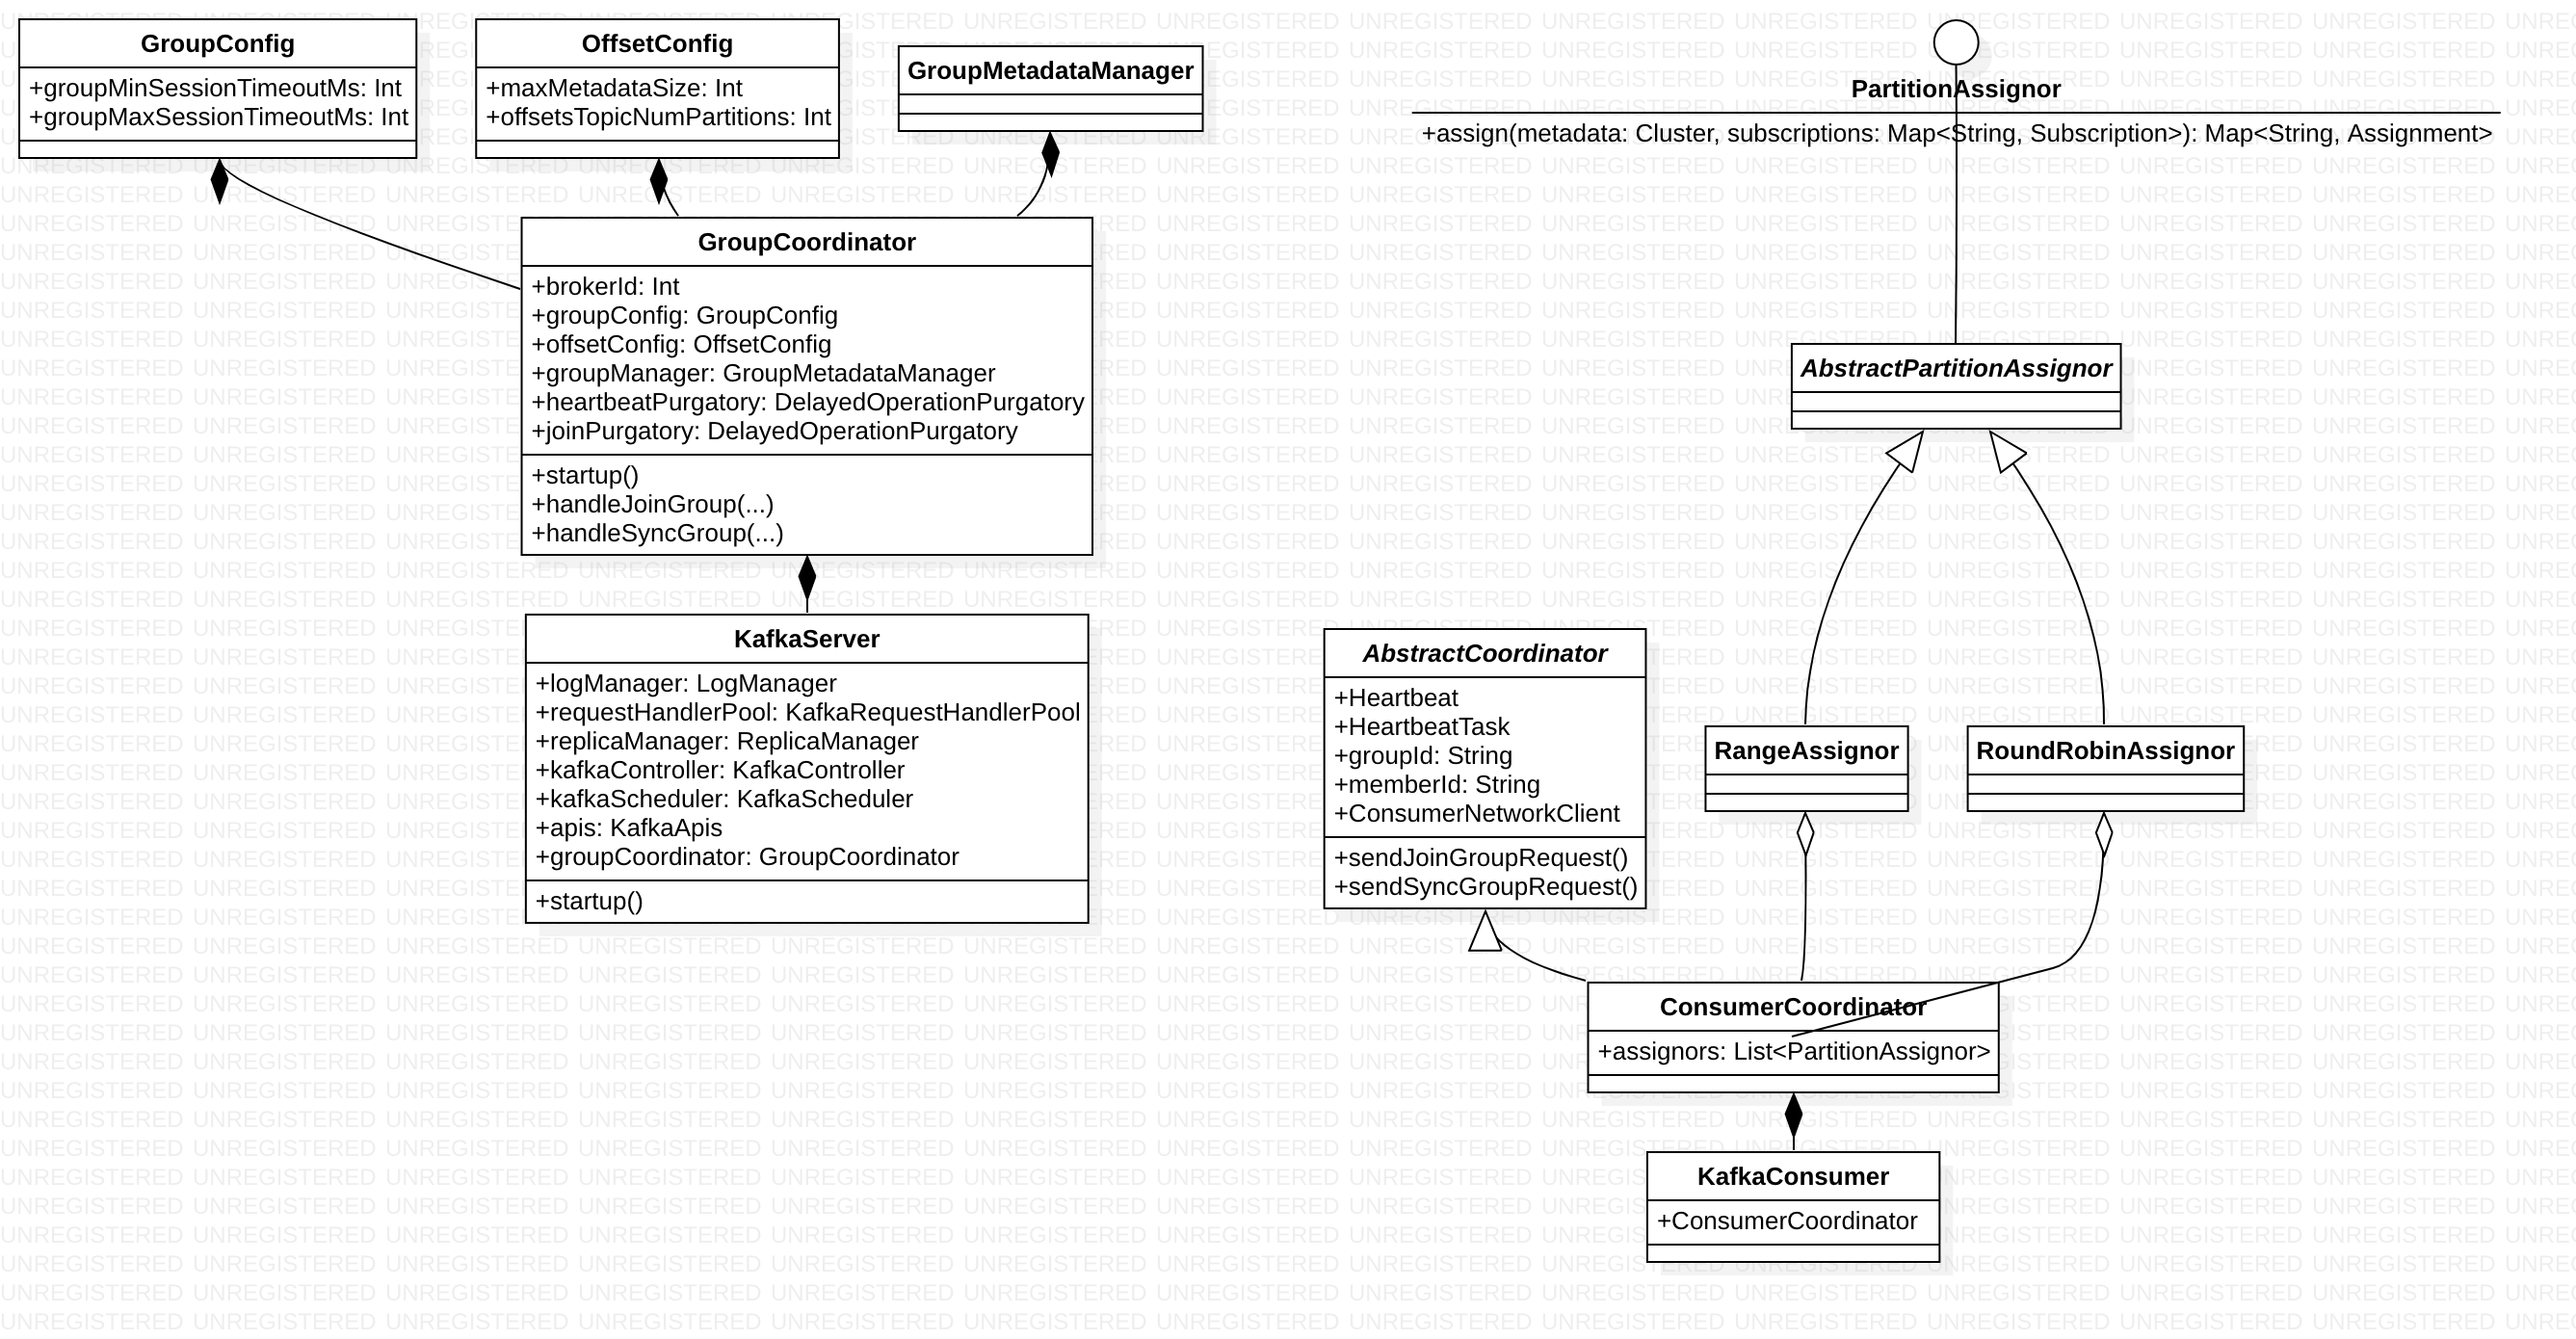 GroupConfig
+groupMinSessionTimeoutMs: Int
+groupMaxSessionTimeoutMs: Int
OffsetConfig
+maxMetadataSize: Int
+offsetsTopicNumPartitions: Int
GroupMetadataManager
PartitionAssignor
+assign(metadata: Cluster, subscriptions: Map<String, Subscription>): Map<String, Assignment>
GroupCoordinator
+brokerId: Int
+groupConfig: GroupConfig
+offsetConfig: OffsetConfig
+groupManager: GroupMetadataManager
+heartbeatPurgatory: DelayedOperationPurgatory
+joinPurgatory: DelayedOperationPurgatory
+startup()
+handleJoinGroup(...)
+handleSyncGroup(...)
AbstractPartitionAssignor
KafkaServer
+logManager: LogManager
+requestHandlerPool: KafkaRequestHandlerPool
+replicaManager: ReplicaManager
+kafkaController: KafkaController
+kafkaScheduler: KafkaScheduler
+apis: KafkaApis
+groupCoordinator: GroupCoordinator
+startup()
AbstractCoordinator
+Heartbeat
+HeartbeatTask
+groupId: String
+memberId: String
+ConsumerNetworkClient
+sendJoinGroupRequest()
+sendSyncGroupRequest()
RangeAssignor
RoundRobinAssignor
ConsumerCoordinator
+assignors: List<PartitionAssignor>
KafkaConsumer
+ConsumerCoordinator
UNREGISTERED